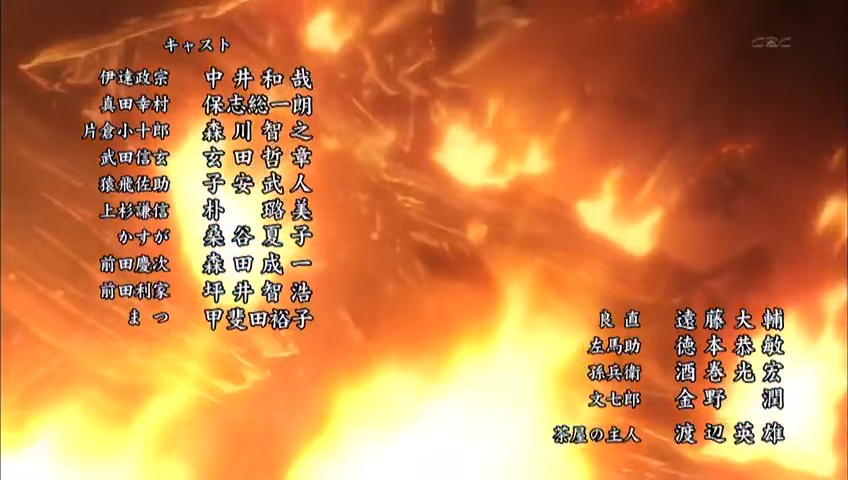 キャスト
伊達政宗 中井和哉
真田幸村 保志総一朗
片倉小十郎 森川智之
武田信玄 玄田哲章
猿飛佐助 子安武人
上杉謙信 朴 璐美
かすが 桑谷夏子
前田慶次 森田成一
前田利家 坪井智浩
まつ 甲斐田裕子
良直 遠藤大輔
左馬助 徳本恭敏
孫兵衛 酒巻光宏
文七郎 金野 潤
茶屋の主人 渡辺英雄
CBC